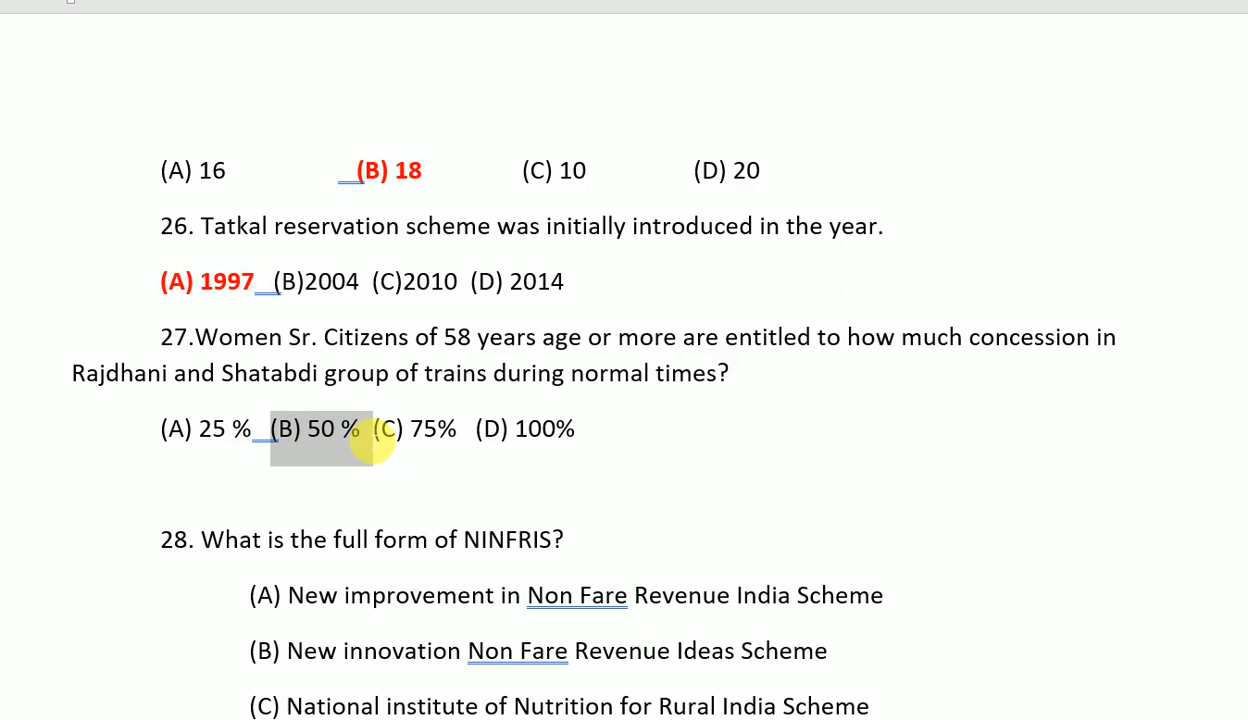 (A) 16 (B) 18 (C) 10 (D) 20
26. Tatkal reservation scheme was initially introduced in the year.
(A) 1997 (B)2004 (C)2010 (D) 2014
27.Women Sr. Citizens of 58 years age or more are entitled to how much concession in
Rajdhani and Shatabdi group of trains during normal times?
(A) 25 % (B) 50 % (C) 75% (D) 100%
28. What is the full form of NINFRIS?
(A) New improvement in Non Fare Revenue India Scheme
(B) New innovation Non Fare Revenue Ideas Scheme
(C) National institute of Nutrition for Rural India Scheme